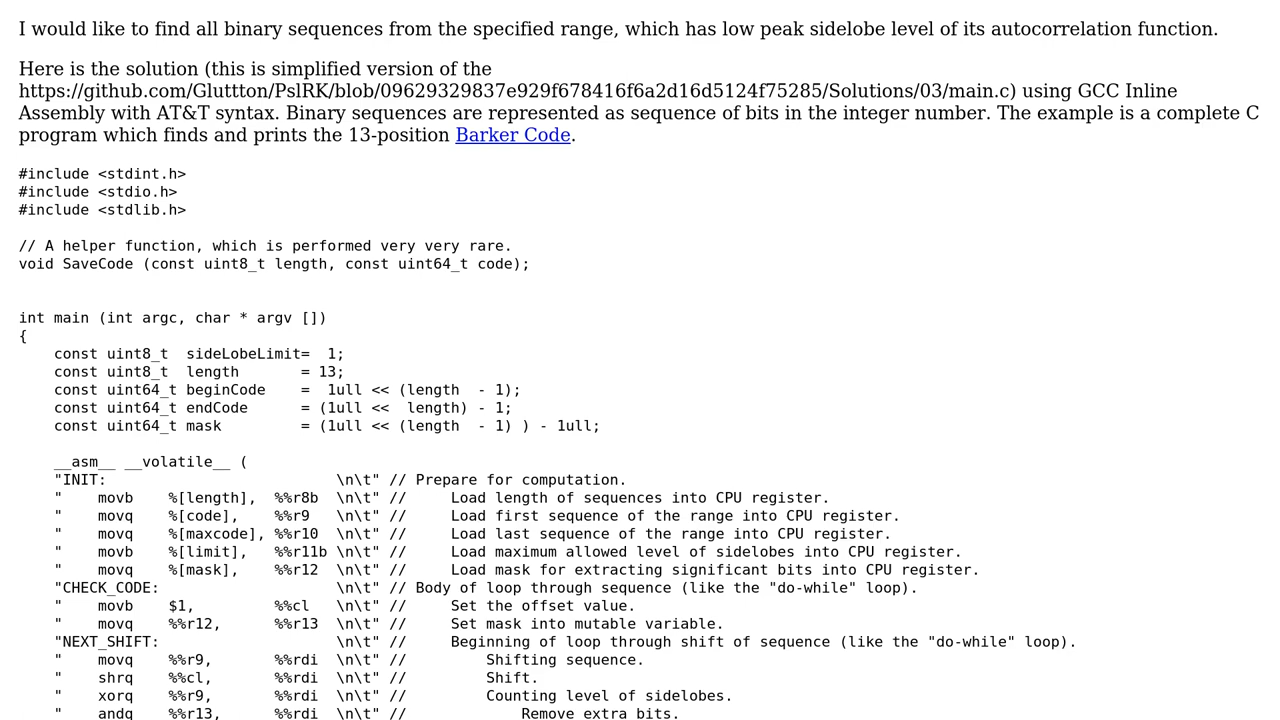 I would like to find all binary sequences from the specified range, which has low peak sidelobe level of its autocorrelation function.
Here is the solution (this is simplified version of the
https://github.com/Gluttton/PslRK/blob/09629329837e929f678416f6a2d16d5124f75285/Solutions/03/main.c) using GCC Inline
Assembly with AT&T syntax. Binary sequences are represented as sequence of bits in the integer number. The example is a complete C
program which finds and prints the 13-position Barker Code.
#include <stdint.h>
#include <stdio.h>
#include <stdlib.h>
// A helper function, which is performed very very rare.
void SaveCode (const uint8_t length, const uint64_t code);
int main (int argc, char * argv [])
{
    const uint8_t  sideLobeLimit=  1;
    const uint8_t  length       = 13;
    const uint64_t beginCode    =  1ull << (length  - 1);
    const uint64_t endCode      = (1ull <<  length) - 1;
    const uint64_t mask         = (1ull << (length  - 1) ) - 1ull;
    __asm__ __volatile__ (
    "INIT:                          \n\t" // Prepare for computation.
    "    movb    %[length],  %%r8b  \n\t" //     Load length of sequences into CPU register.
    "    movq    %[code],    %%r9   \n\t" //     Load first sequence of the range into CPU register.
    "    movq    %[maxcode], %%r10  \n\t" //     Load last sequence of the range into CPU register.
    "    movb    %[limit],   %%r11b \n\t" //     Load maximum allowed level of sidelobes into CPU register.
    "    movq    %[mask],    %%r12  \n\t" //     Load mask for extracting significant bits into CPU register.
    "CHECK_CODE:                    \n\t" // Body of loop through sequence (like the "do-while" loop).
    "    movb    $1,         %%cl   \n\t" //     Set the offset value.
    "    movq    %%r12,      %%r13  \n\t" //     Set mask into mutable variable.
    "NEXT_SHIFT:                    \n\t" //     Beginning of loop through shift of sequence (like the "do-while" loop).
    "    movq    %%r9,       %%rdi  \n\t" //         Shifting sequence.
    "    shrq    %%cl,       %%rdi  \n\t" //         Shift.
    "    xorq    %%r9,       %%rdi  \n\t" //         Counting level of sidelobes.
    "    andq    %%r13,      %%rdi  \n\t" //             Remove extra bits.